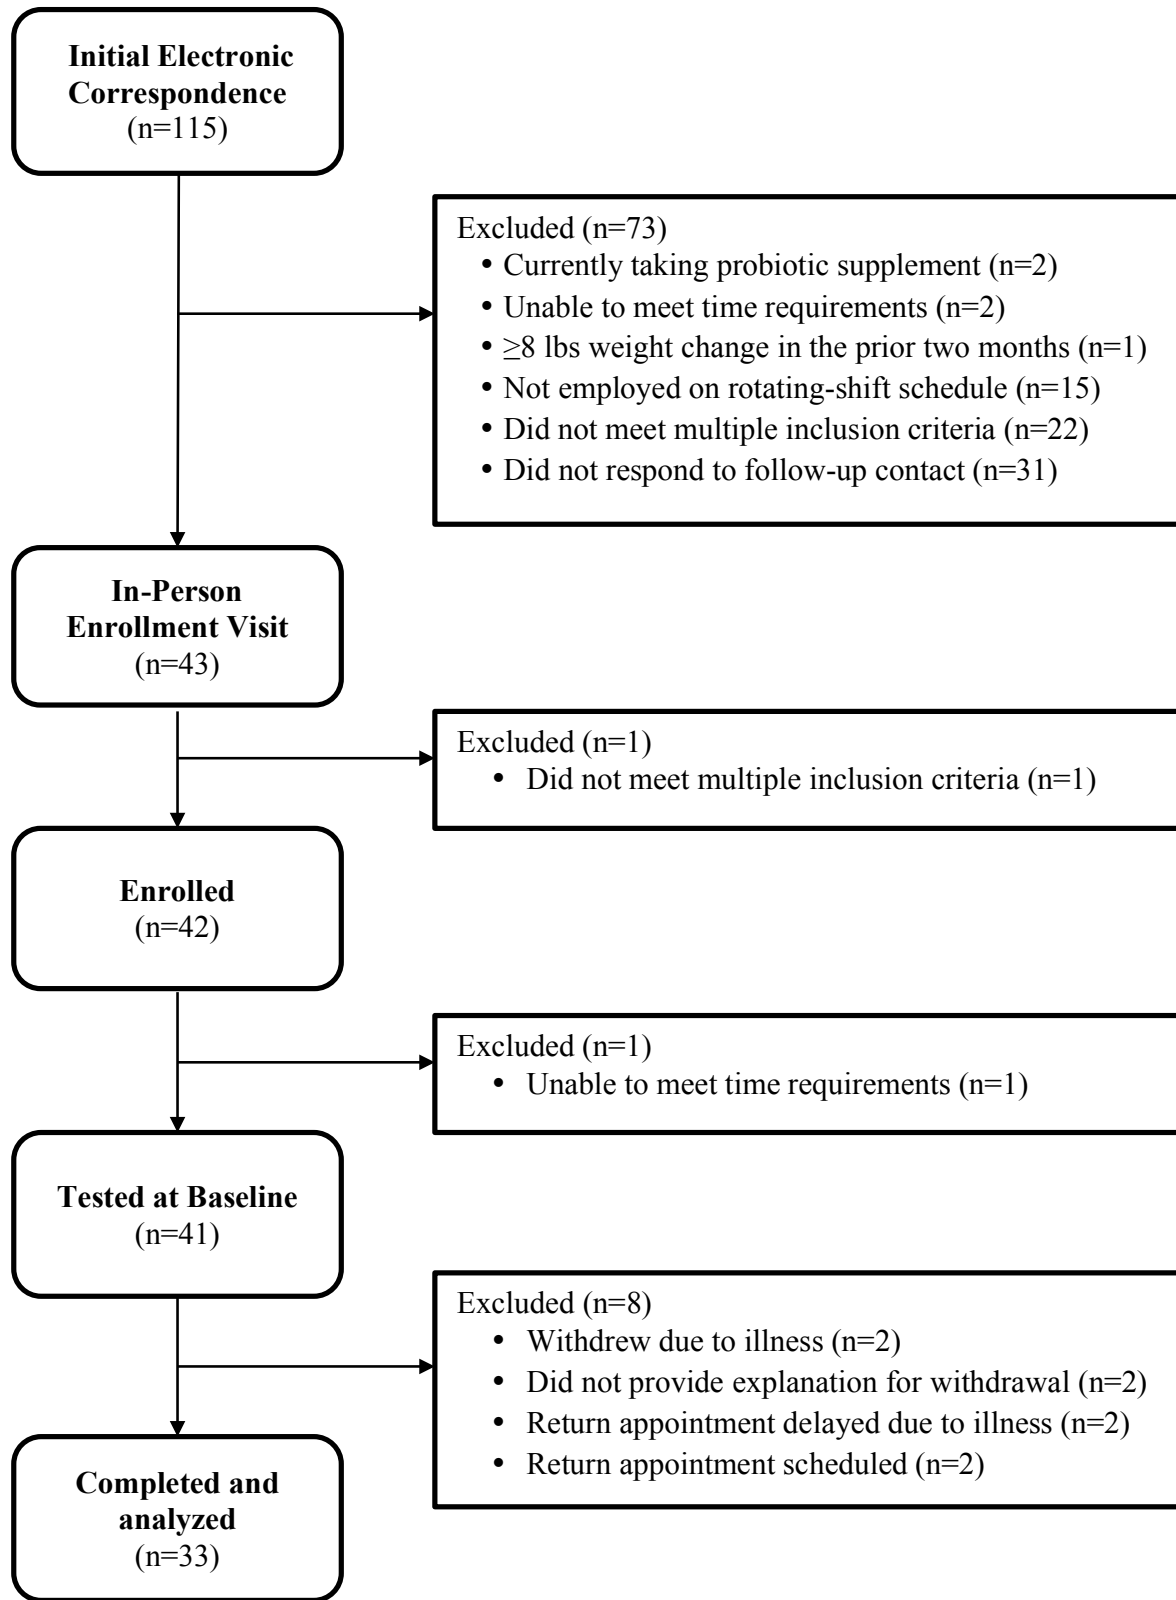 Initial Electronic
Correspondence
(n=115)
Excluded (n=73)
• Currently taking probiotic supplement (n=2)
• Unable to meet time requirements (n=2)
• ≥8 lbs weight change in the prior two months (n=1)
• Not employed on rotating-shift schedule (n=15)
• Did not meet multiple inclusion criteria (n=22)
• Did not respond to follow-up contact (n=31)
In-Person
Enrollment Visit
(n=43)
Excluded (n=1)
• Did not meet multiple inclusion criteria (n=1)
Enrolled
(n=42)
Excluded (n=1)
• Unable to meet time requirements (n=1)
Tested at Baseline
(n=41)
Excluded (n=8)
• Withdrew due to illness (n=2)
• Did not provide explanation for withdrawal (n=2)
• Return appointment delayed due to illness (n=2)
• Return appointment scheduled (n=2)
Completed and
analyzed
(n=33)